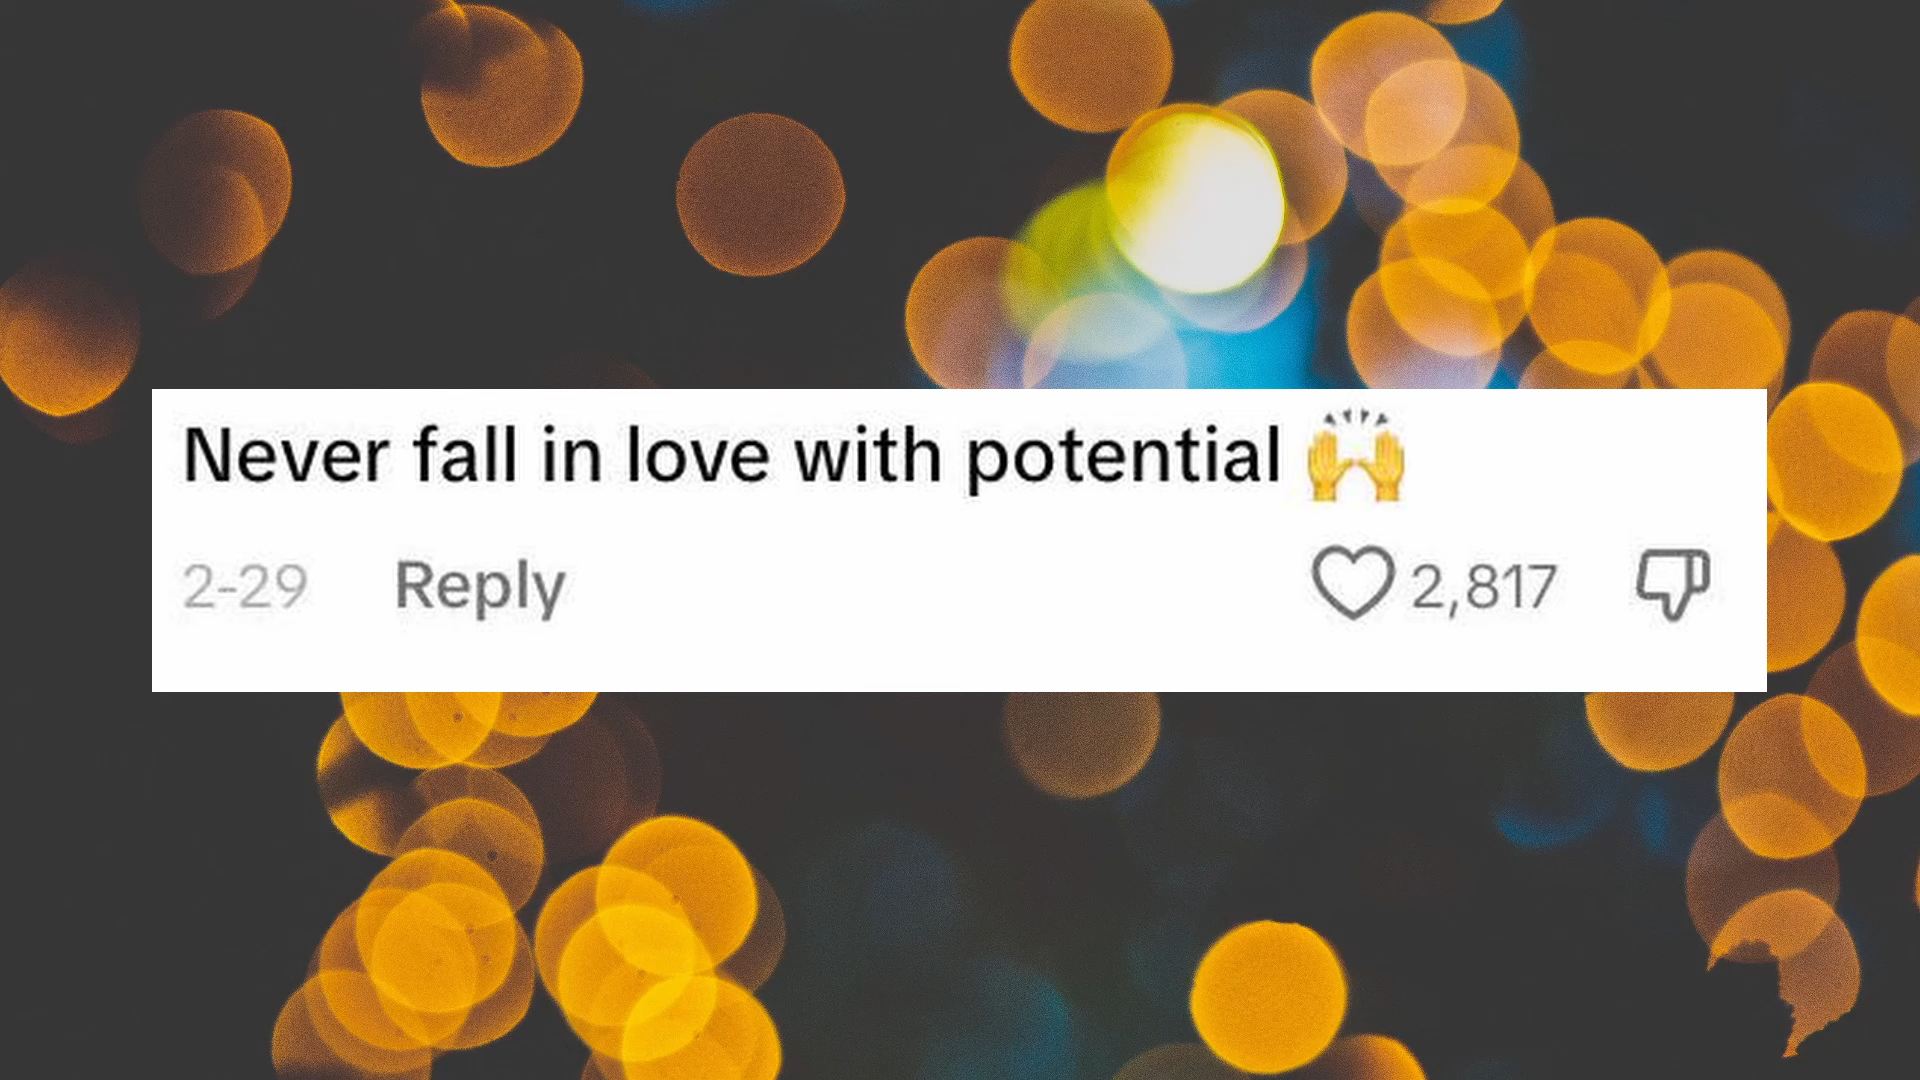 Never fall in love with potential 🙌
2-29 Reply 2,817